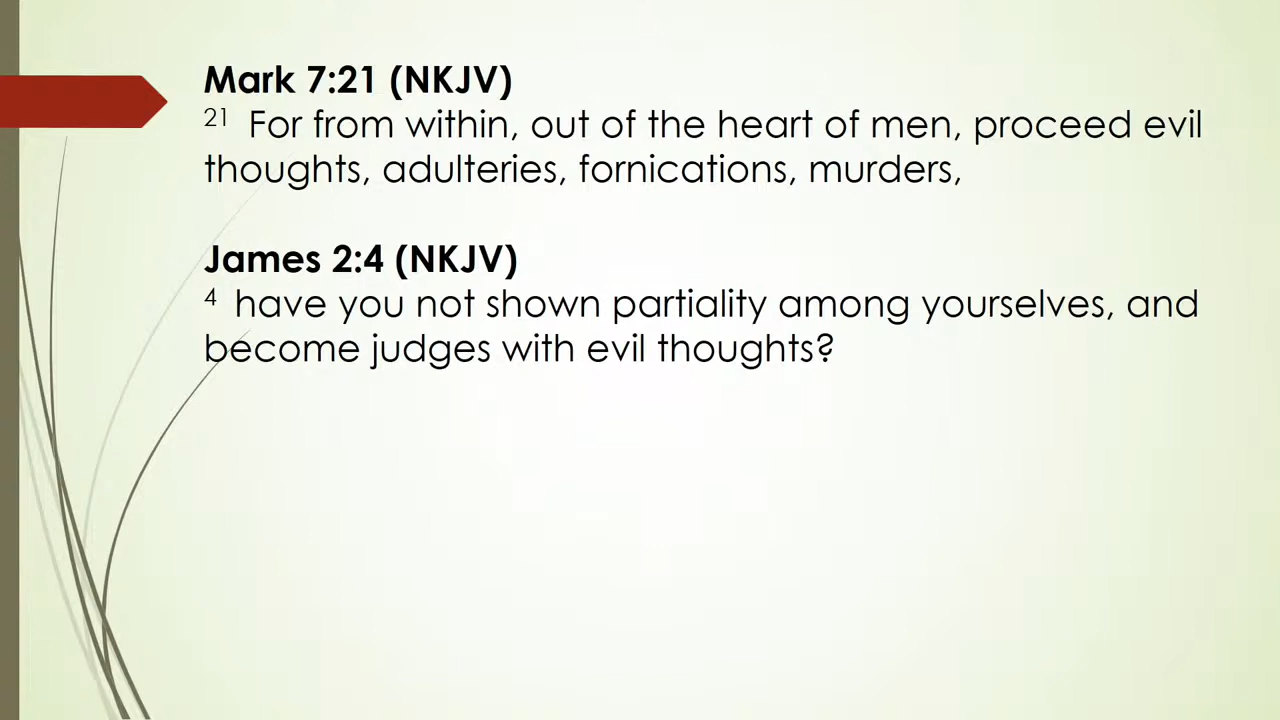 Mark 7:21 (NKJV)
21 For from within, out of the heart of men, proceed evil
thoughts, adulteries, fornications, murders,
James 2:4 (NKJV)
4 have you not shown partiality among yourselves, and
become judges with evil thoughts?